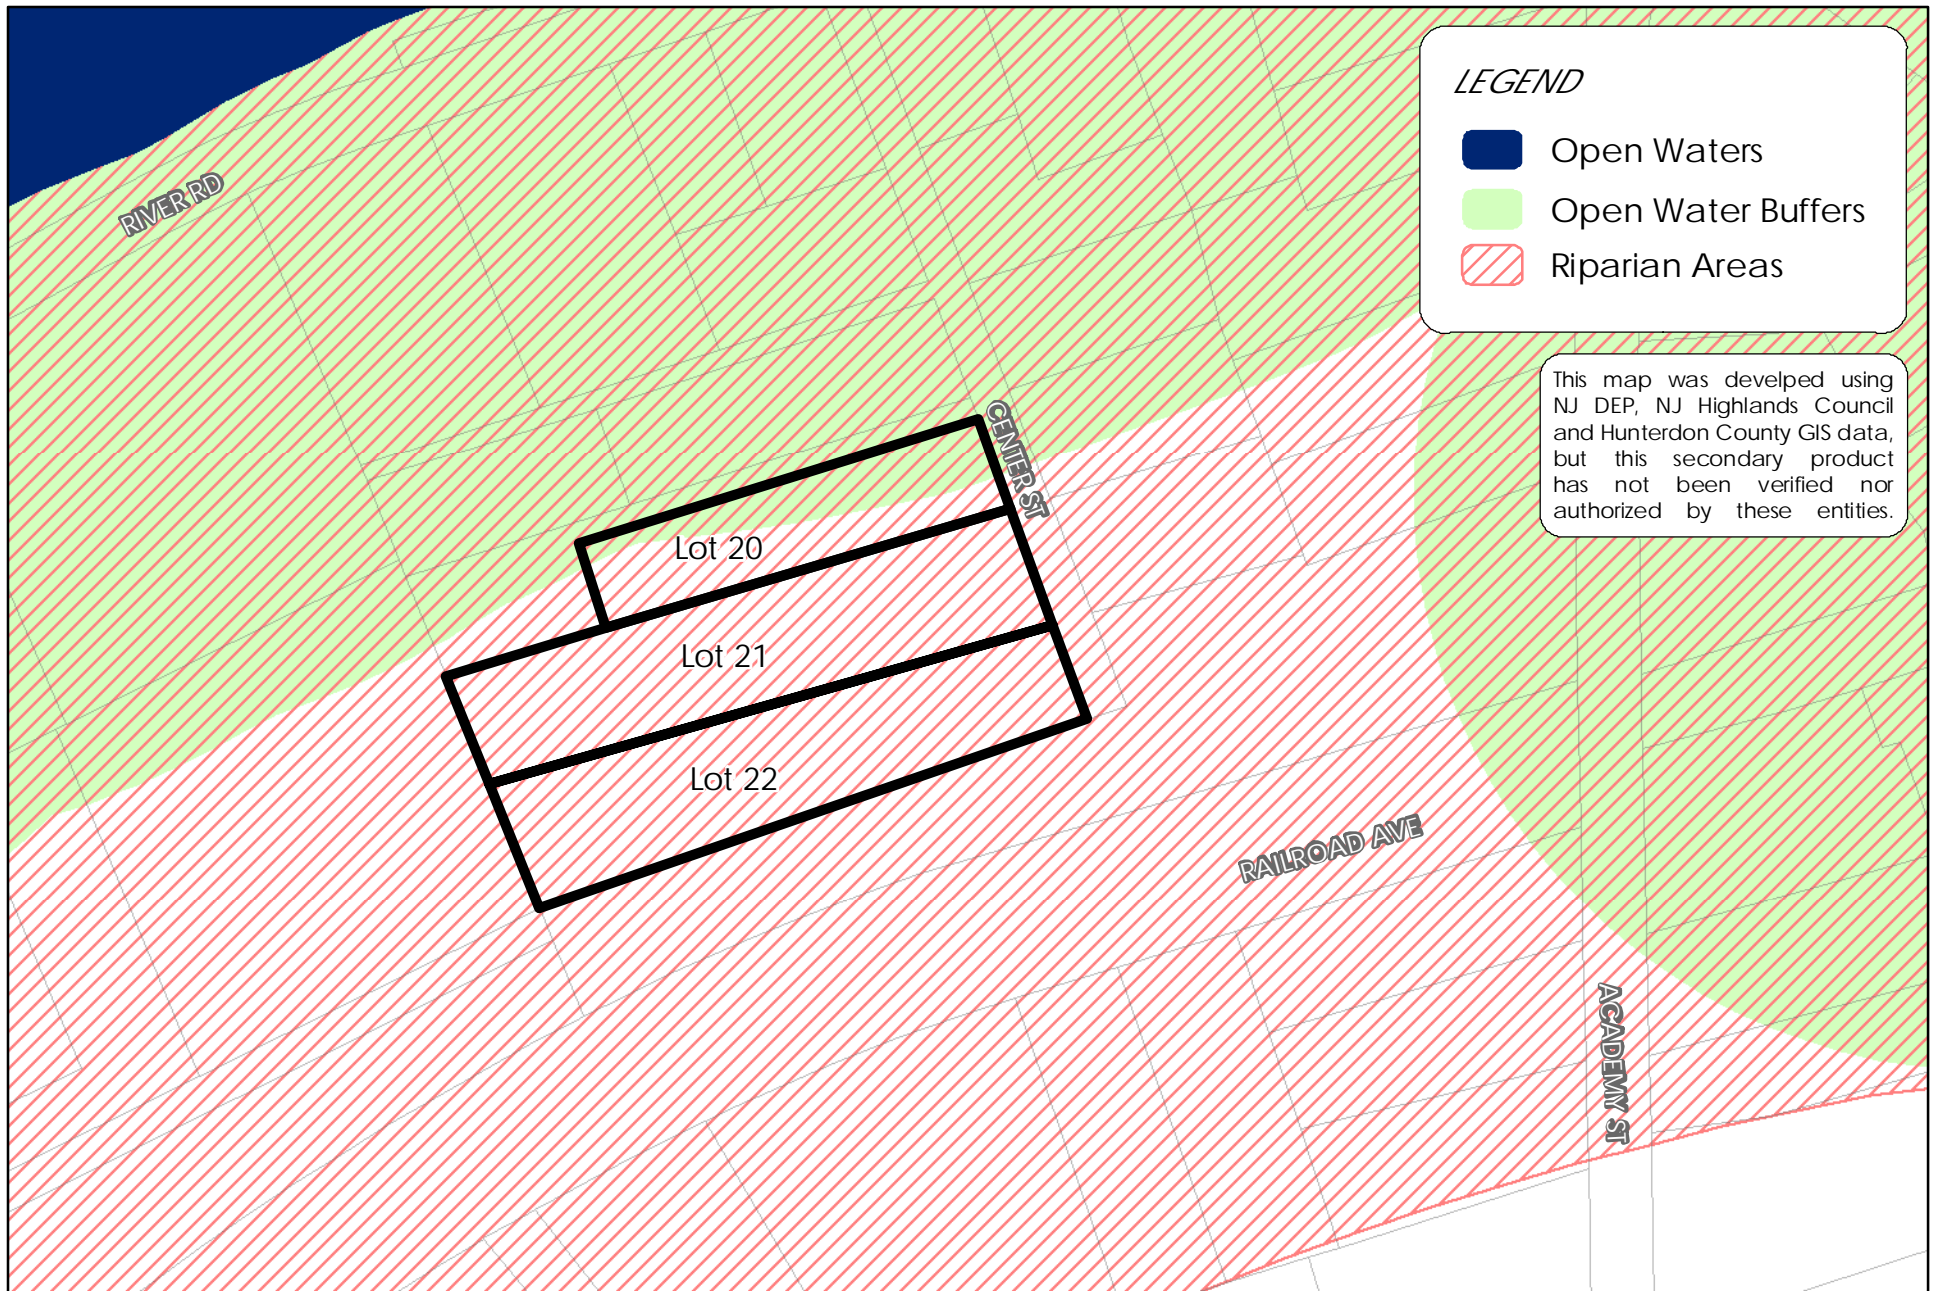 LEGEND
Open Waters
Open Water Buffers
Riparian Areas
This map was develped using
NJ DEP, NJ Highlands Council
and Hunterdon County GIS data,
but this secondary product
has not been verified nor
authorized by these entities.
RIVER RD
CENTER ST
Lot 20
Lot 21
Lot 22
RAILROAD AVE
ACADEMY ST